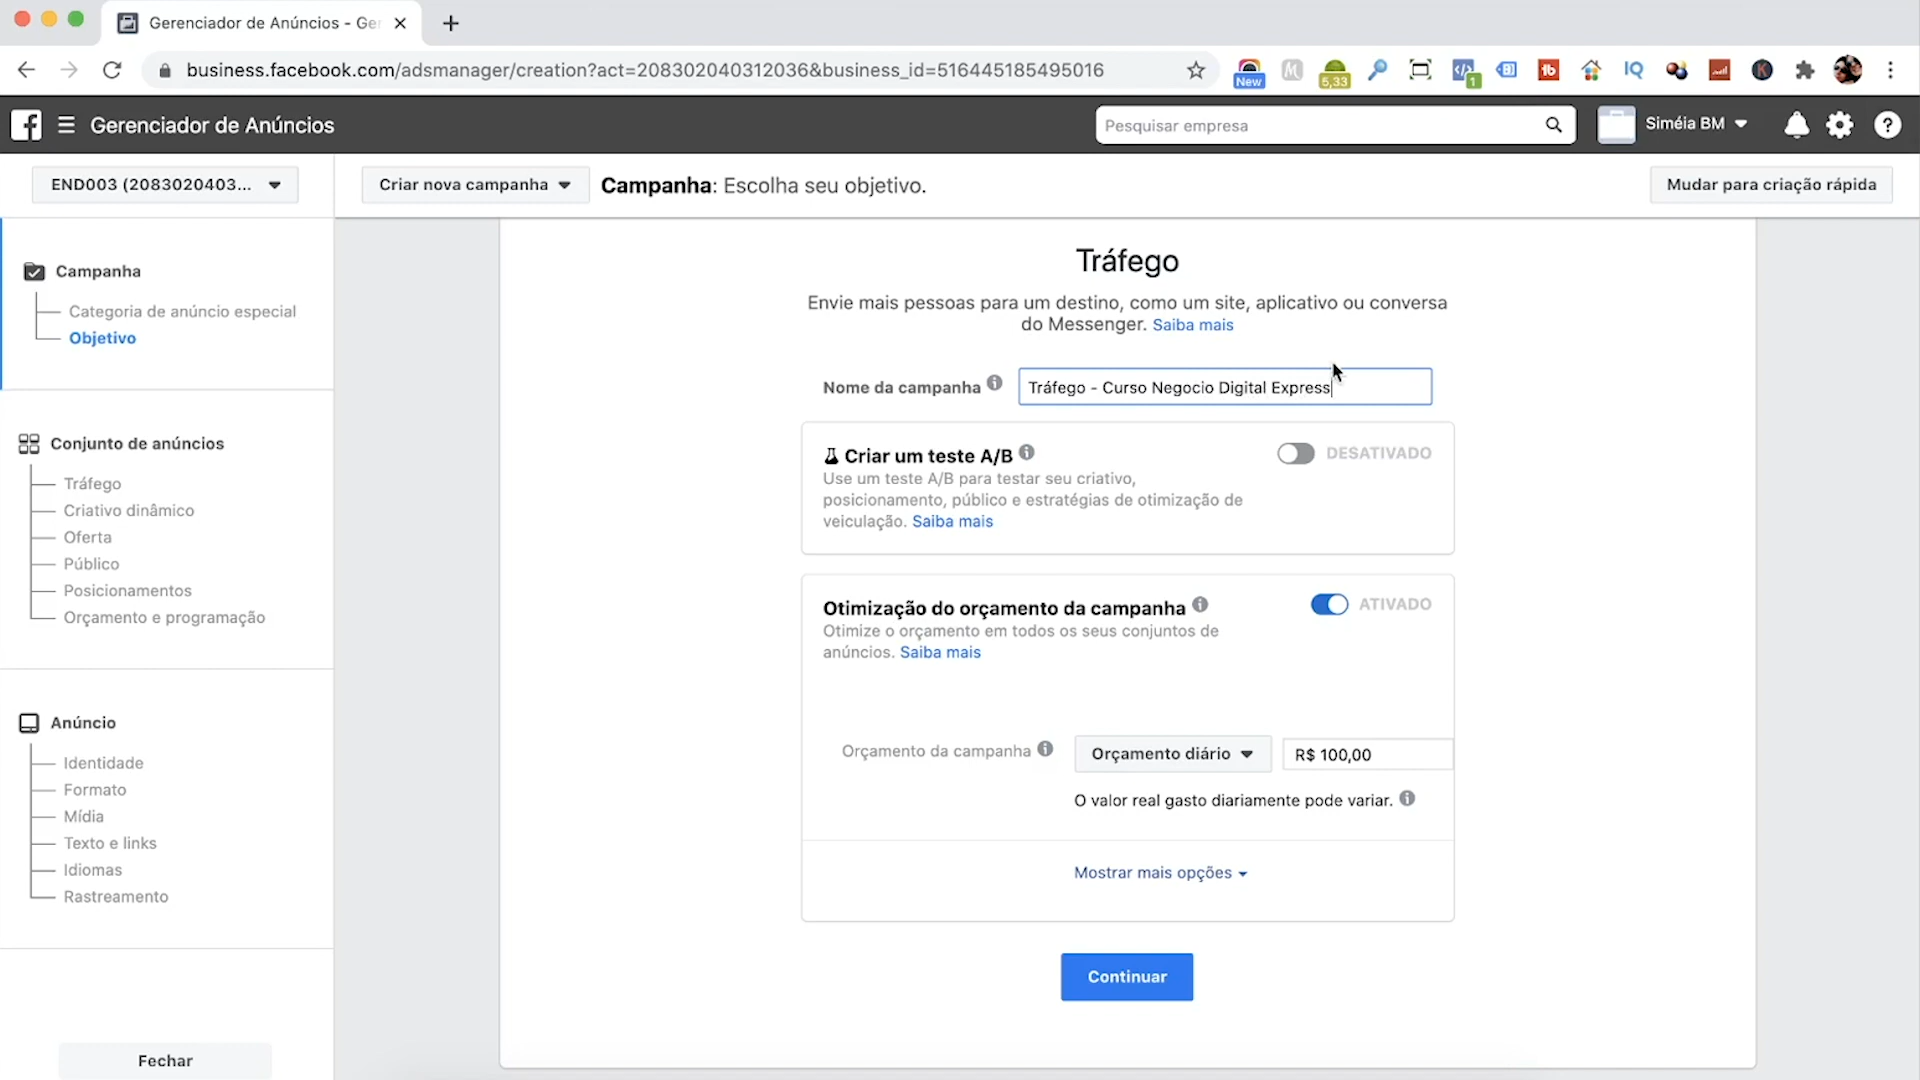 Gerenciador de Anúncios - Ger
business.facebook.com/adsmanager/creation?act=208302040312036&business_id=516445185495016
New
5,33
1
IQ
K
Gerenciador de Anúncios
Pesquisar empresa
Siméia BM
END003 (2083020403...
Criar nova campanha
Campanha: Escolha seu objetivo.
Mudar para criação rápida
Campanha
Categoria de anúncio especial
Objetivo
Conjunto de anúncios
Tráfego
Criativo dinâmico
Oferta
Público
Posicionamentos
Orçamento e programação
Anúncio
Identidade
Formato
Mídia
Texto e links
Idiomas
Rastreamento
Fechar
Tráfego
Envie mais pessoas para um destino, como um site, aplicativo ou conversa
do Messenger. Saiba mais
Nome da campanha
Tráfego - Curso Negocio Digital Express
Criar um teste A/B
DESATIVADO
Use um teste A/B para testar seu criativo,
posicionamento, público e estratégias de otimização de
veiculação. Saiba mais
Otimização do orçamento da campanha
ATIVADO
Otimize o orçamento em todos os seus conjuntos de
anúncios. Saiba mais
Orçamento da campanha
Orçamento diário
R$ 100,00
O valor real gasto diariamente pode variar.
Mostrar mais opções
Continuar